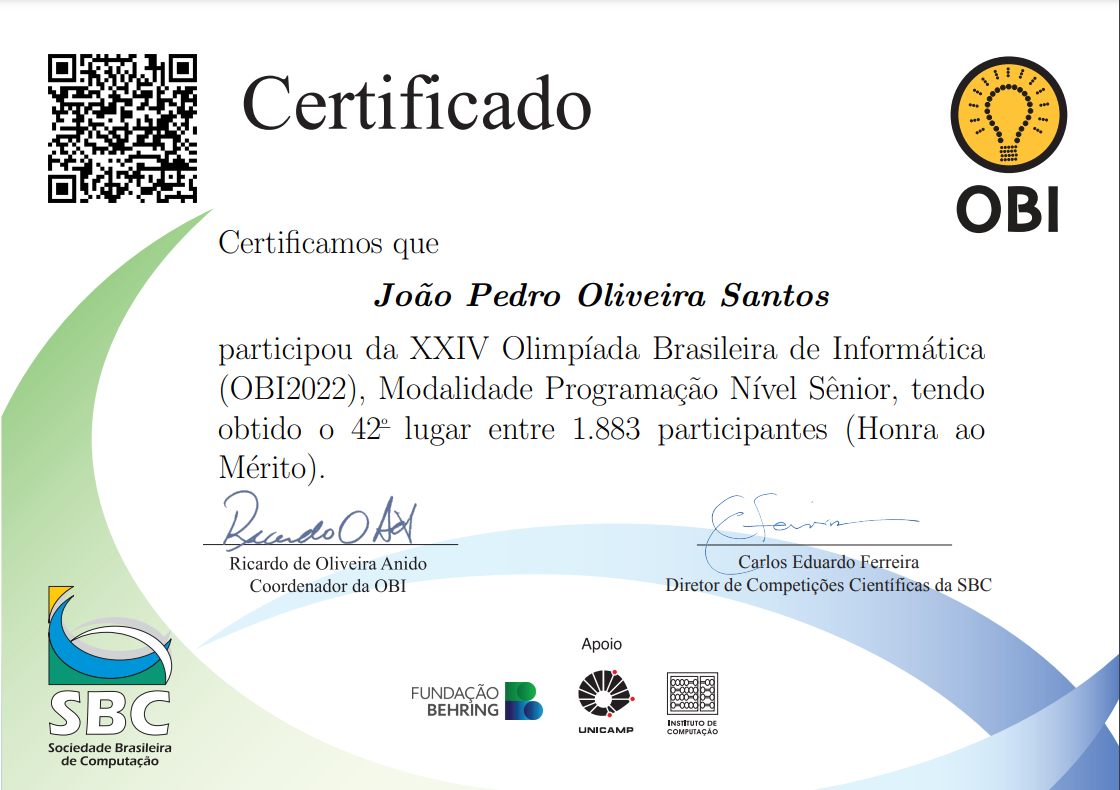 Certificado
OBI
Certificamos que
João Pedro Oliveira Santos
participou da XXIV Olimpíada Brasileira de Informática
(OBI2022), Modalidade Programação Nível Sênior, tendo
obtido o 42º lugar entre 1.883 participantes (Honra ao
Mérito).
Ricardo de Oliveira Anido
Coordenador da OBI
Carlos Eduardo Ferreira
Diretor de Competições Científicas da SBC
Apoio
FUNDAÇÃO
BEHRING
UNICAMP
INSTITUTO DE
COMPUTAÇÃO
SBC
Sociedade Brasileira
de Computação